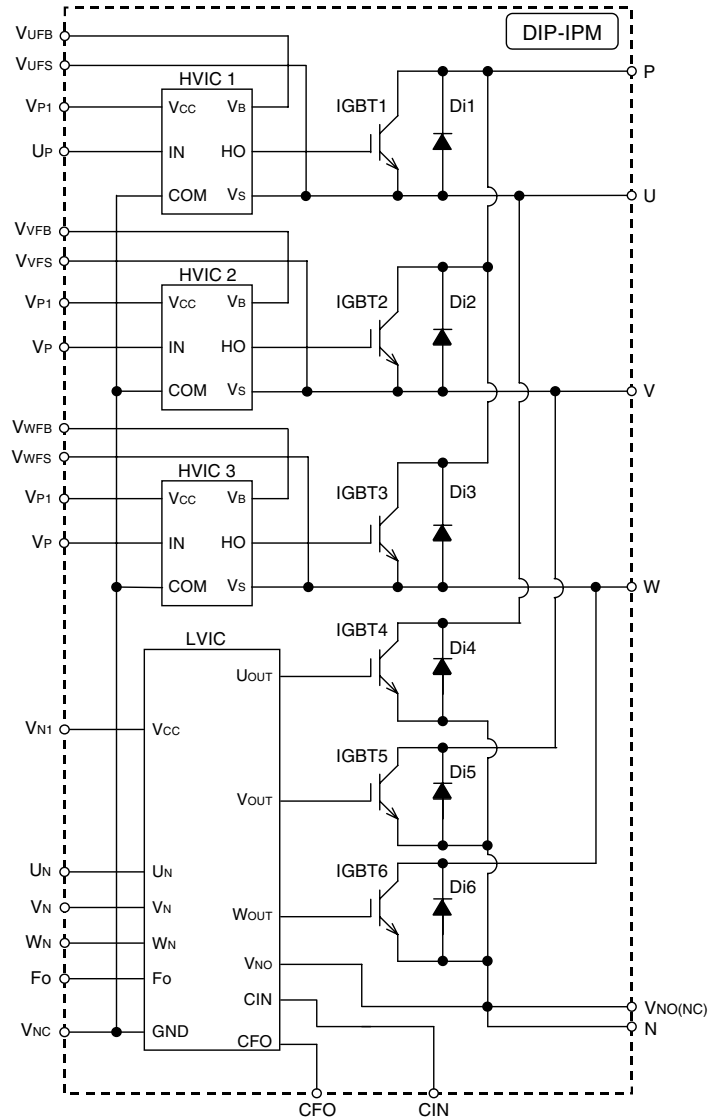 DIP-IPM
VUFB
VUFS
HVIC 1
VP1
VCC
VB
IGBT1
Di1
P
UP
IN
HO
COM
VS
U
VVFB
VVFS
HVIC 2
VP1
VCC
VB
IGBT2
Di2
VP
IN
HO
COM
VS
V
VWFB
VWFS
HVIC 3
VP1
VCC
VB
IGBT3
Di3
VP
IN
HO
COM
VS
W
LVIC
IGBT4
Di4
UOUT
VN1
VCC
IGBT5
Di5
VOUT
IGBT6
Di6
UN
UN
VN
VN
WOUT
WN
WN
VNO
Fo
Fo
CIN
VNO(NC)
VNC
GND
N
CFO
CFO
CIN